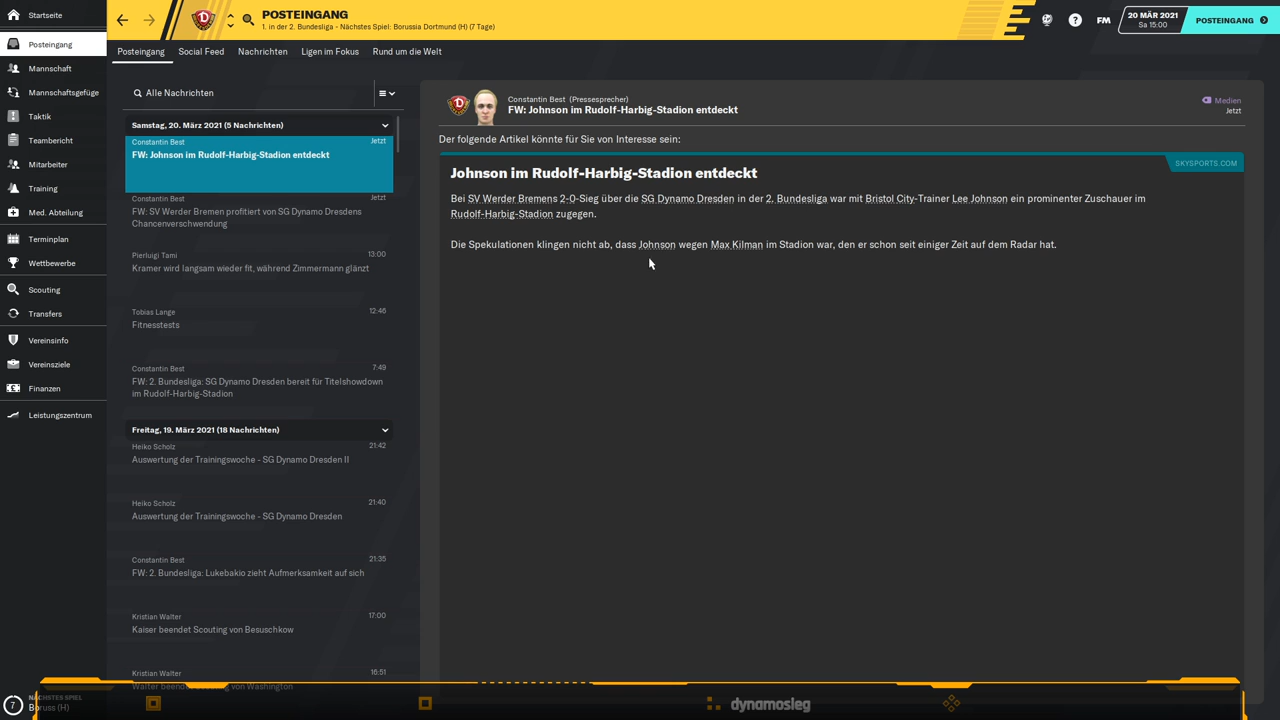 Startseite
Posteingang
Mannschaft
Mannschaftsgefüge
Taktik
Teambericht
Mitarbeiter
Training
Med. Abteilung
Terminplan
Wettbewerbe
Scouting
Transfers
Vereinsinfo
Vereinsziele
Finanzen
Leistungszentrum
7
NÄCHSTES SPIEL
POSTEINGANG
1. in der 2. Bundesliga - Nächstes Spiel: Borussia Dortmund (H) (7 Tage)
FM
20 MÄR 2021
Sa 15:00
POSTEINGANG
Posteingang
Social Feed
Nachrichten
Ligen im Fokus
Rund um die Welt
Alle Nachrichten
Samstag, 20. März 2021 (5 Nachrichten)
Constantin Best
Jetzt
FW: Johnson im Rudolf-Harbig-Stadion entdeckt
Constantin Best
Jetzt
FW: SV Werder Bremen profitiert von SG Dynamo Dresdens
Chancenverschwendung
Pierluigi Tami
13:00
Kramer wird langsam wieder fit, während Zimmermann glänzt
Tobias Lange
12:46
Fitnesstests
Constantin Best
7:49
FW: 2. Bundesliga: SG Dynamo Dresden bereit für Titelshowdown
im Rudolf-Harbig-Stadion
Freitag, 19. März 2021 (18 Nachrichten)
Heiko Scholz
21:42
Auswertung der Trainingswoche - SG Dynamo Dresden II
Heiko Scholz
21:40
Auswertung der Trainingswoche - SG Dynamo Dresden
Constantin Best
21:35
FW: 2. Bundesliga: Lukebakio zieht Aufmerksamkeit auf sich
Kristian Walter
17:00
Kaiser beendet Scouting von Besuschkow
Kristian Walter
16:51
Constantin Best (Pressesprecher)
FW: Johnson im Rudolf-Harbig-Stadion entdeckt
Medien
Jetzt
Der folgende Artikel könnte für Sie von Interesse sein:
SKYSPORTS.COM
Johnson im Rudolf-Harbig-Stadion entdeckt
Bei SV Werder Bremens 2-0-Sieg über die SG Dynamo Dresden in der 2. Bundesliga war mit Bristol City-Trainer Lee Johnson ein prominenter Zuschauer im
Rudolf-Harbig-Stadion zugegen.
Die Spekulationen klingen nicht ab, dass Johnson wegen Max Kilman im Stadion war, den er schon seit einiger Zeit auf dem Radar hat.
dynamosieg